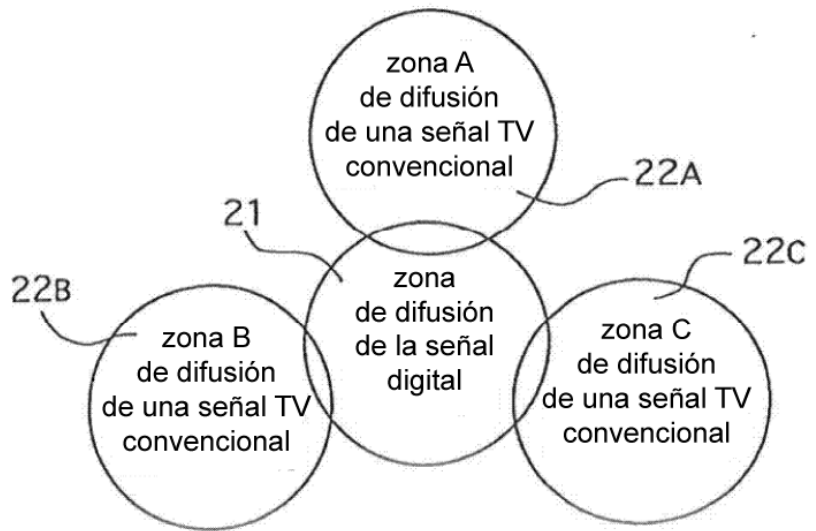 zona A
de difusión
de una señal TV
convencional
22A
21
22B
22C
zona
de difusión
de la señal
digital
zona B
de difusión
de una señal TV
convencional
zona C
de difusión
de una señal TV
convencional